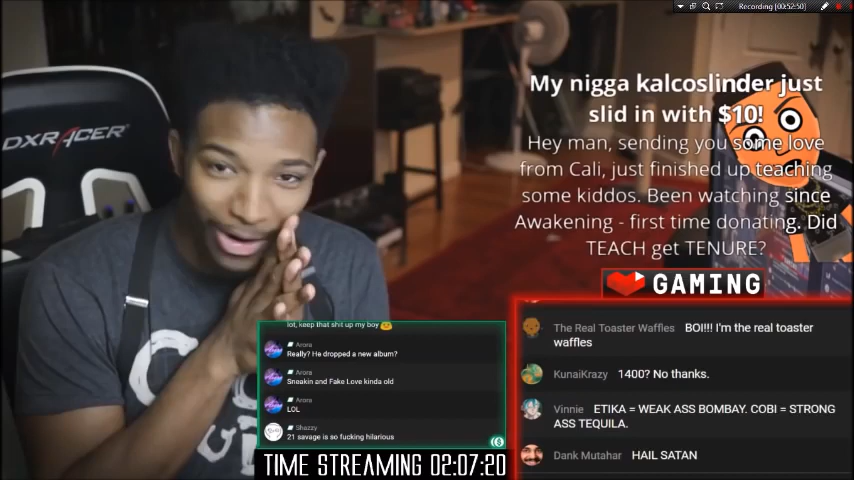 Recording [00:52:50]
My nigga kalcoslinder just
slid in with $10!
Hey man, sending you some love
from Cali, just finished up teaching
some kiddos. Been watching since
Awakening - first time donating. Did
TEACH get TENURE?
DXRACER
GAMING
lot, keep that shit up my boy
Arora
Really? He dropped a new album?
Arora
Sneakin and Fake Love kinda old
Arora
LOL
Shazzy
21 savage is so fucking hilarious
TIME STREAMING 02:07:20
The Real Toaster Waffles BOI!!! I'm the real toaster
waffles
KunaiKrazy 1400? No thanks.
Vinnie ETIKA = WEAK ASS BOMBAY. COBI = STRONG
ASS TEQUILA.
Dank Mutahar HAIL SATAN